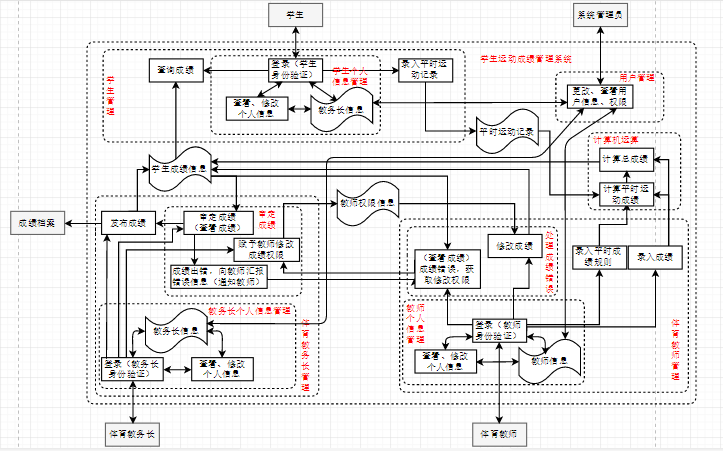 学生
系统管理员
学生运动成绩管理系统
学生管理
查询成绩
登录（学生
身份验证）
学生个人
信息管理
录入平时运
动记录
用户管理
更改、查看用
户信息、权限
查看、修改
个人信息
教务长信息
平时运动记录
计算机运算
计算总成绩
学生成绩信息
计算平时运
动成绩
教师权限信息
成绩档案
发布成绩
审定成绩
（查看成绩）
审定
成绩
授予教师修改
成绩权限
成绩出错，向教师汇报
错误信息（通知教师）
（查看成绩）
成绩错误，获
取修改权限
修改成绩
处理成绩错误
录入平时成
绩规则
录入成绩
教务长个人信息管理
教务长信息
登录（教务长
身份验证）
查看、修改
个人信息
体育教务长管理
教师个人信息管理
登录（教师
身份验证）
查看、修改
个人信息
教师信息
体育教师管理
体育教务长
体育教师